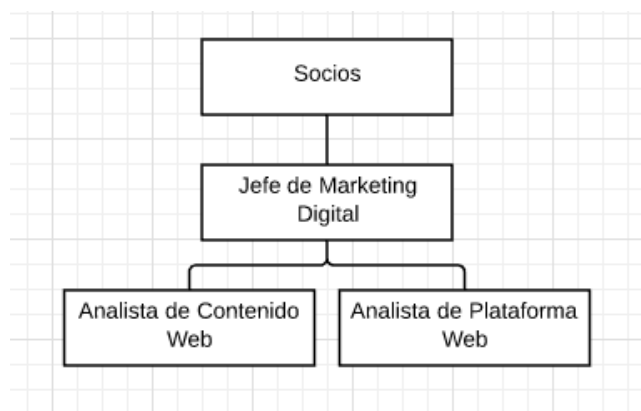 Socios
Jefe de Marketing
Digital
Analista de Contenido
Web
Analista de Plataforma
Web